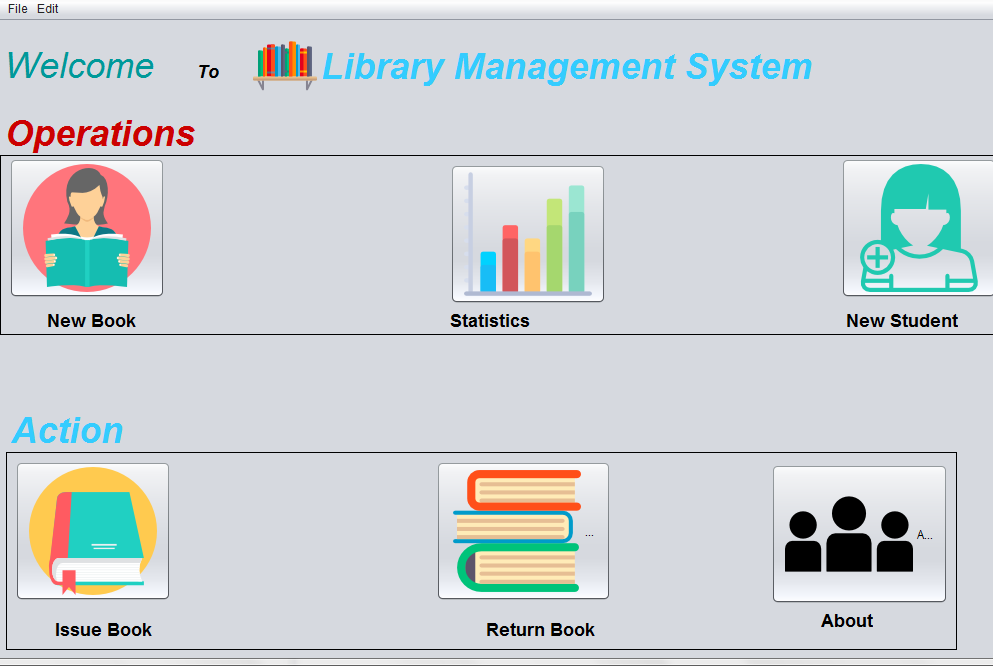 File Edit
Welcome To Library Management System
Operations
New Book Statistics New Student
Action
...
A...
Issue Book Return Book About